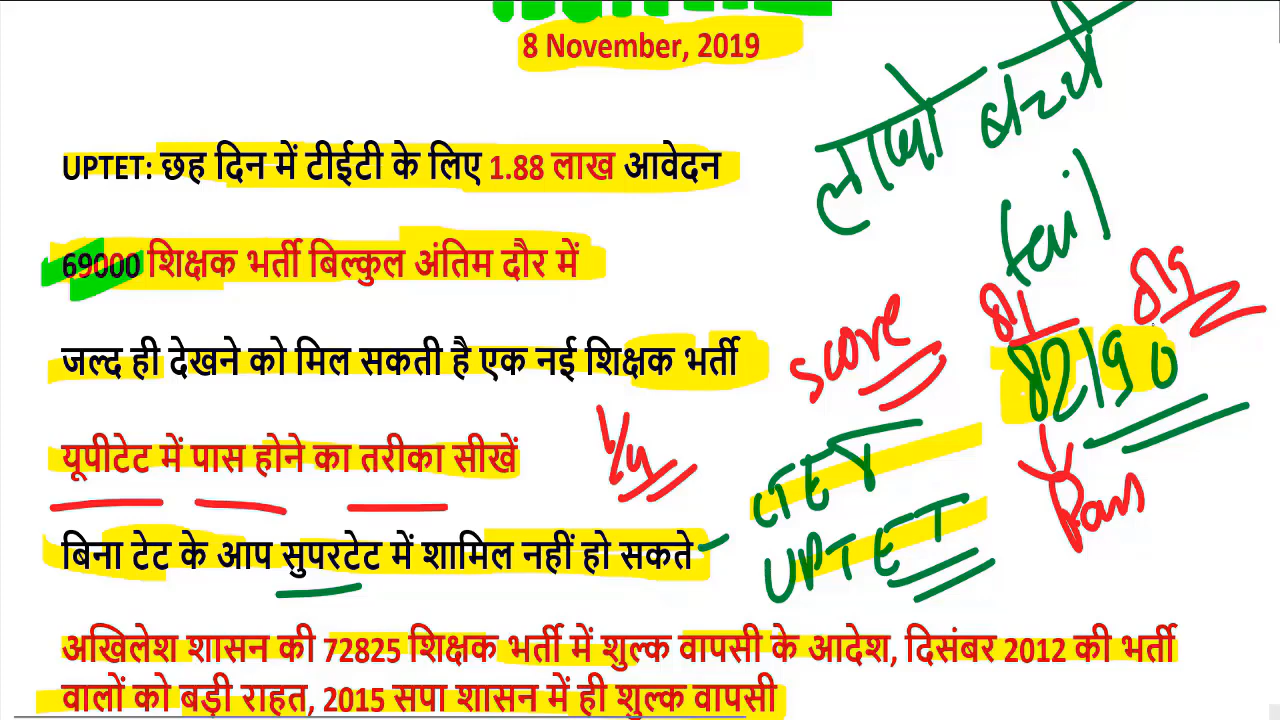 8 November, 2019
लाखो बच्चे
fail
UPTET: छह दिन में टीईटी के लिए 1.88 लाख आवेदन
69000 शिक्षक भर्ती बिल्कुल अंतिम दौर में
81 89
score 82/90
जल्द ही देखने को मिल सकती है एक नई शिक्षक भर्ती
यूपीटेट में पास होने का तरीका सीखें
CTET
Pass
बिना टेट के आप सुपरटेट में शामिल नहीं हो सकते
UPTET
अखिलेश शासन की 72825 शिक्षक भर्ती में शुल्क वापसी के आदेश, दिसंबर 2012 की भर्ती
वालों को बड़ी राहत, 2015 सपा शासन में ही शुल्क वापसी